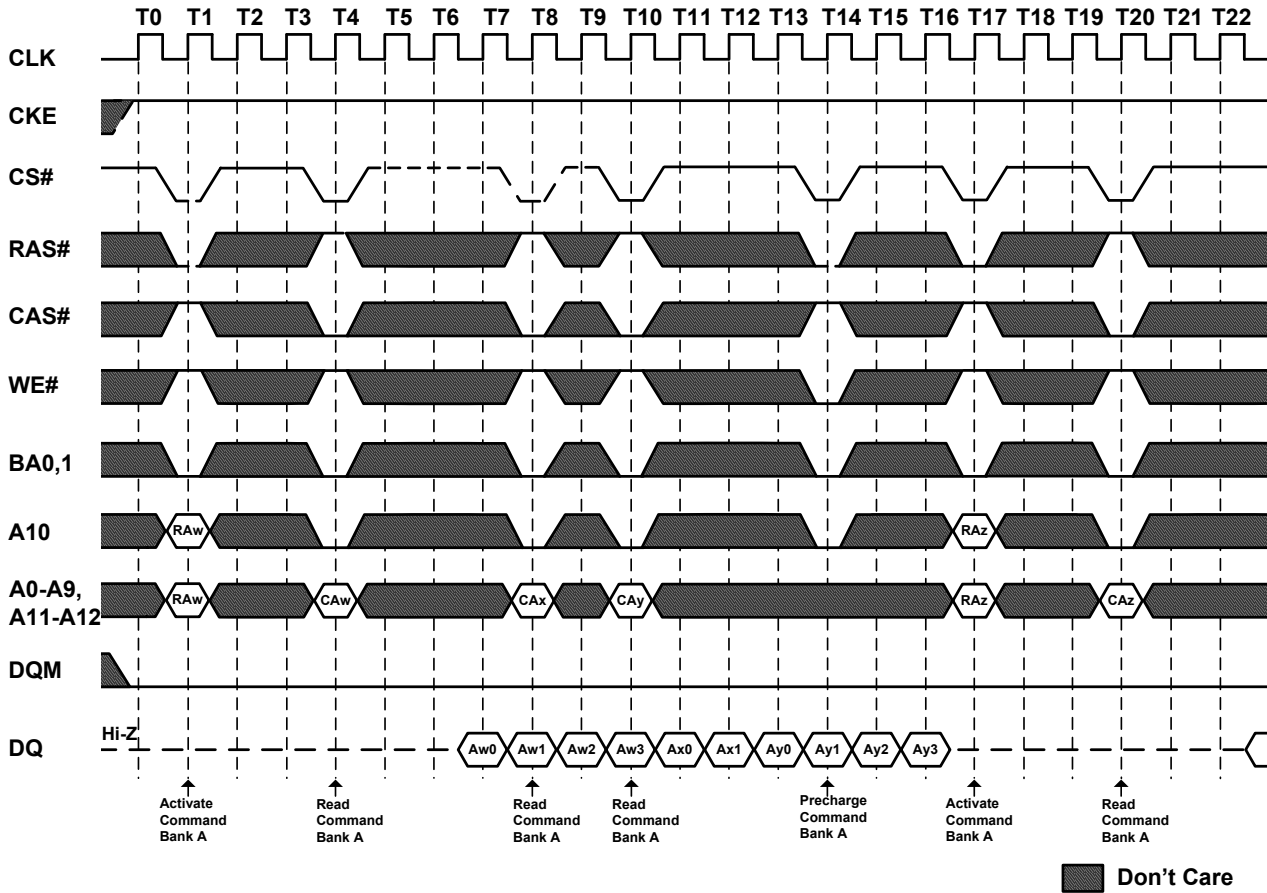 T0 T1 T2 T3 T4 T5 T6 T7 T8 T9 T10 T11 T12 T13 T14 T15 T16 T17 T18 T19 T20 T21 T22
CLK
CKE
CS#
RAS#
CAS#
WE#
BA0,1
A10 RAw RAz
A0-A9,
A11-A12 RAw CAw CAx CAy RAz CAz
DQM
DQ Hi-Z Aw0 Aw1 Aw2 Aw3 Ax0 Ax1 Ay0 Ay1 Ay2 Ay3
Activate
Command
Bank A
Read
Command
Bank A
Read
Command
Bank A
Read
Command
Bank A
Precharge
Command
Bank A
Activate
Command
Bank A
Read
Command
Bank A
Don't Care